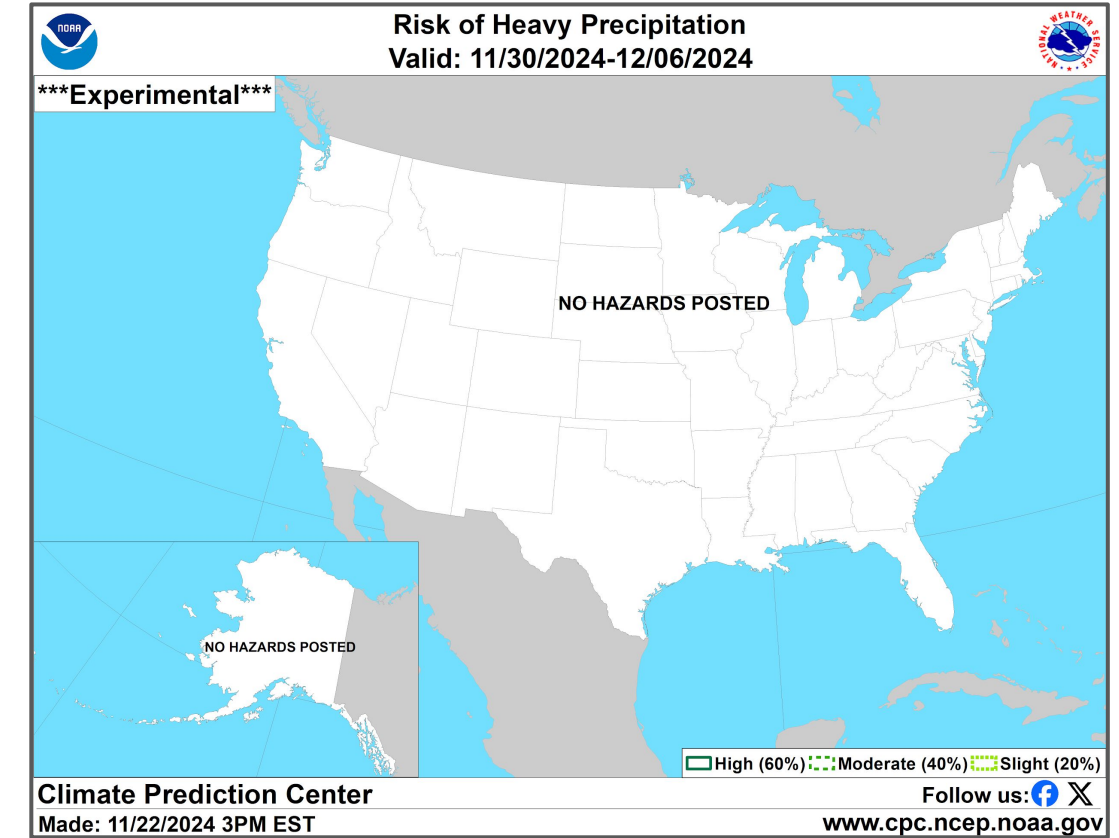 NOAA
Risk of Heavy Precipitation
Valid: 11/30/2024-12/06/2024
NATIONAL WEATHER SERVICE
***Experimental***
NO HAZARDS POSTED
NO HAZARDS POSTED
High (60%) Moderate (40%) Slight (20%)
Climate Prediction Center
Follow us:
Made: 11/22/2024 3PM EST
www.cpc.ncep.noaa.gov